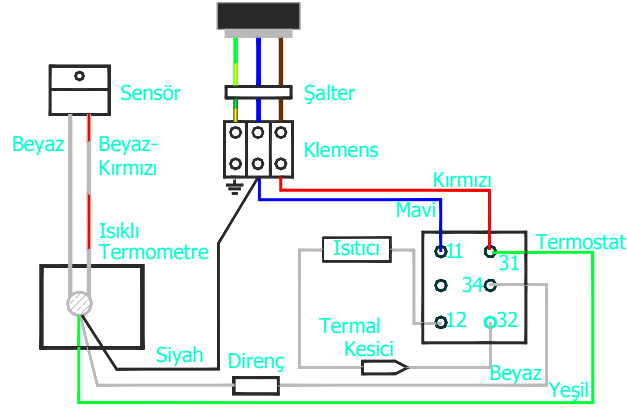 Sensör
Şalter
Beyaz
Beyaz-
Kırmızı
Klemens
Kırmızı
Mavi
Isıklı
Termometre
Isıtıcı
11
31
Termostat
34
12
32
Termal
Kesici
Siyah
Direnç
Beyaz
Yeşil